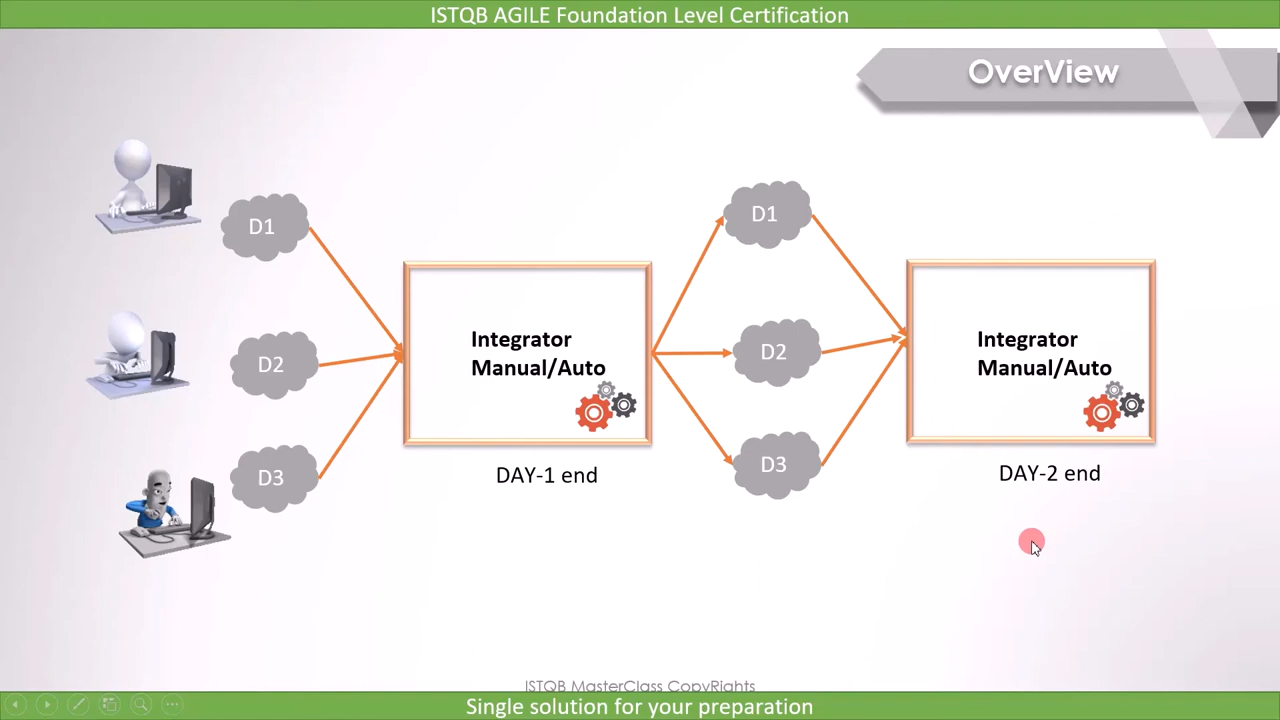 ISTQB AGILE Foundation Level Certification
OverView
D1
D2
D3
Integrator
Manual/Auto
DAY-1 end
D1
D2
D3
Integrator
Manual/Auto
DAY-2 end
ISTQB MasterClass CopyRights
Single solution for your preparation